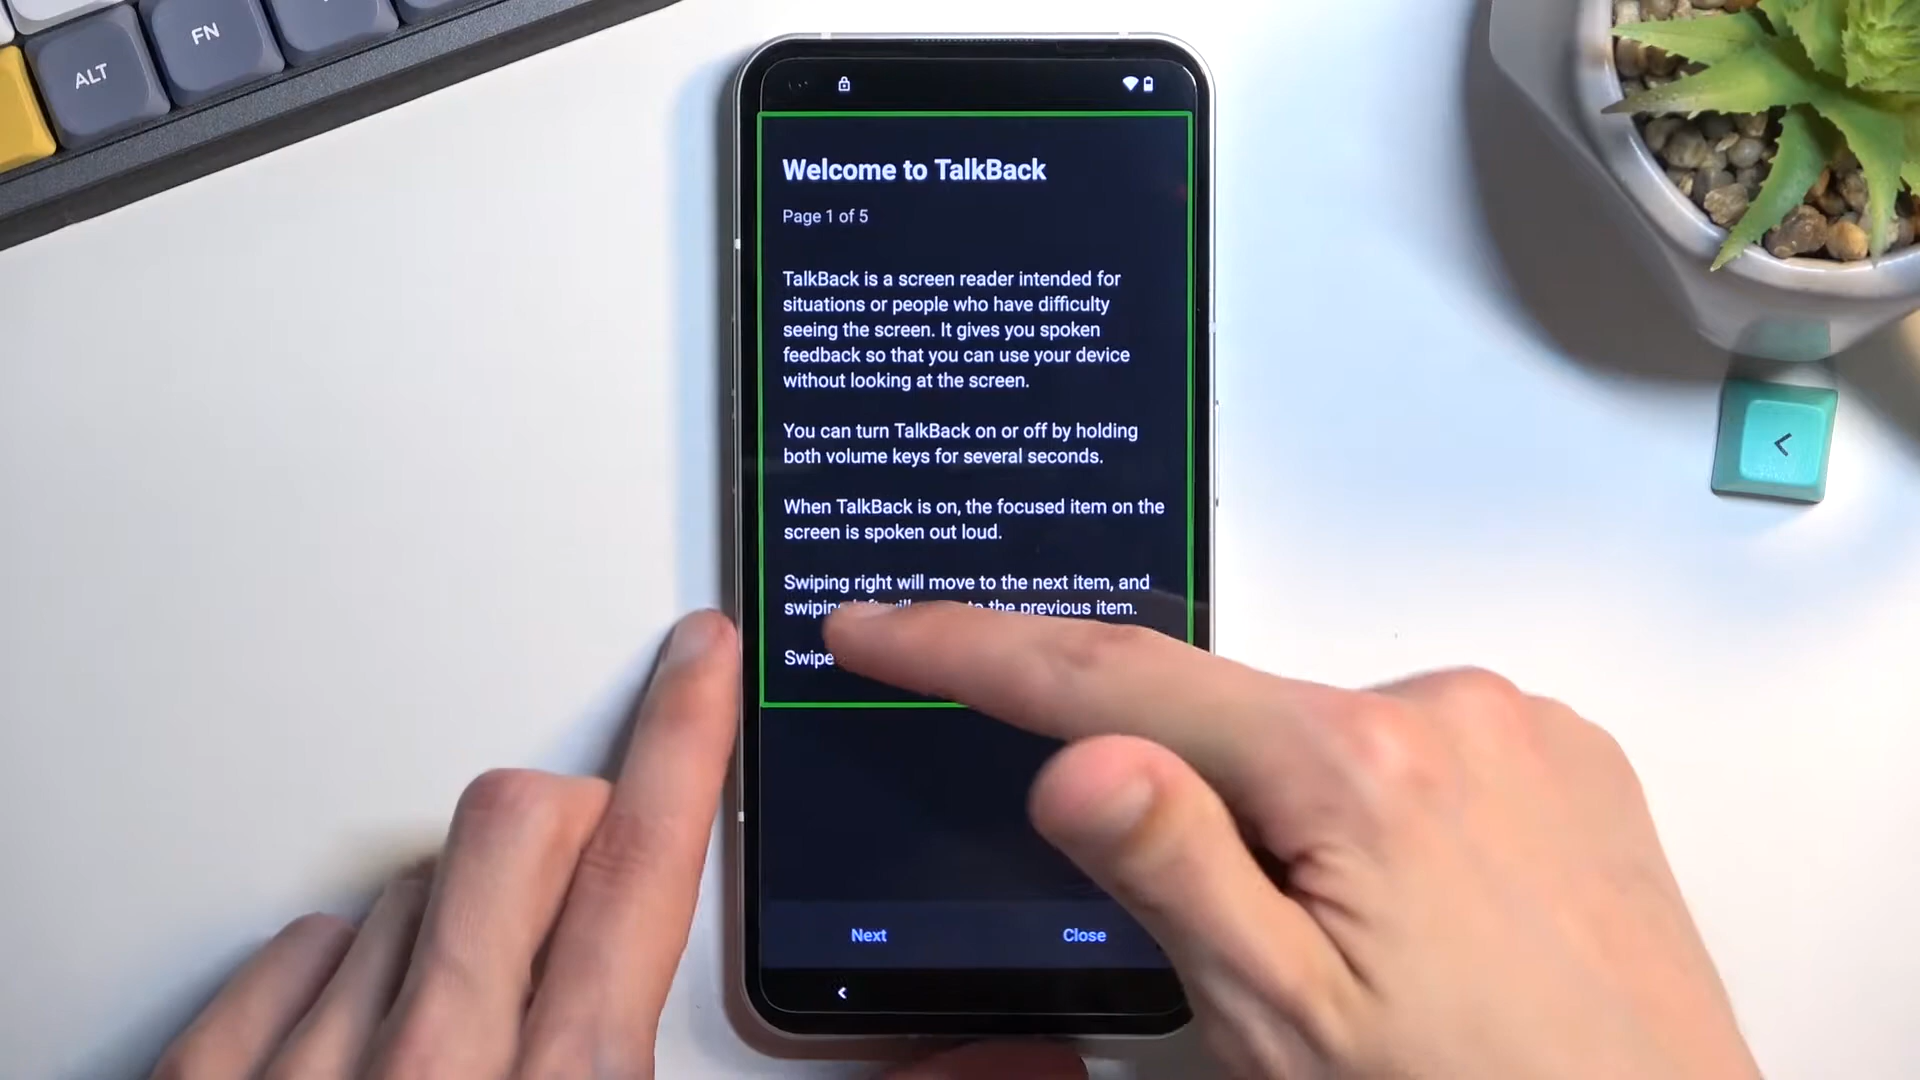 ALT
FN
Welcome to TalkBack
Page 1 of 5
TalkBack is a screen reader intended for
situations or people who have difficulty
seeing the screen. It gives you spoken
feedback so that you can use your device
without looking at the screen.
You can turn TalkBack on or off by holding
both volume keys for several seconds.
When TalkBack is on, the focused item on the
screen is spoken out loud.
Swiping right will move to the next item, and
swiping left will the previous item.
Swipe
Next
Close
<